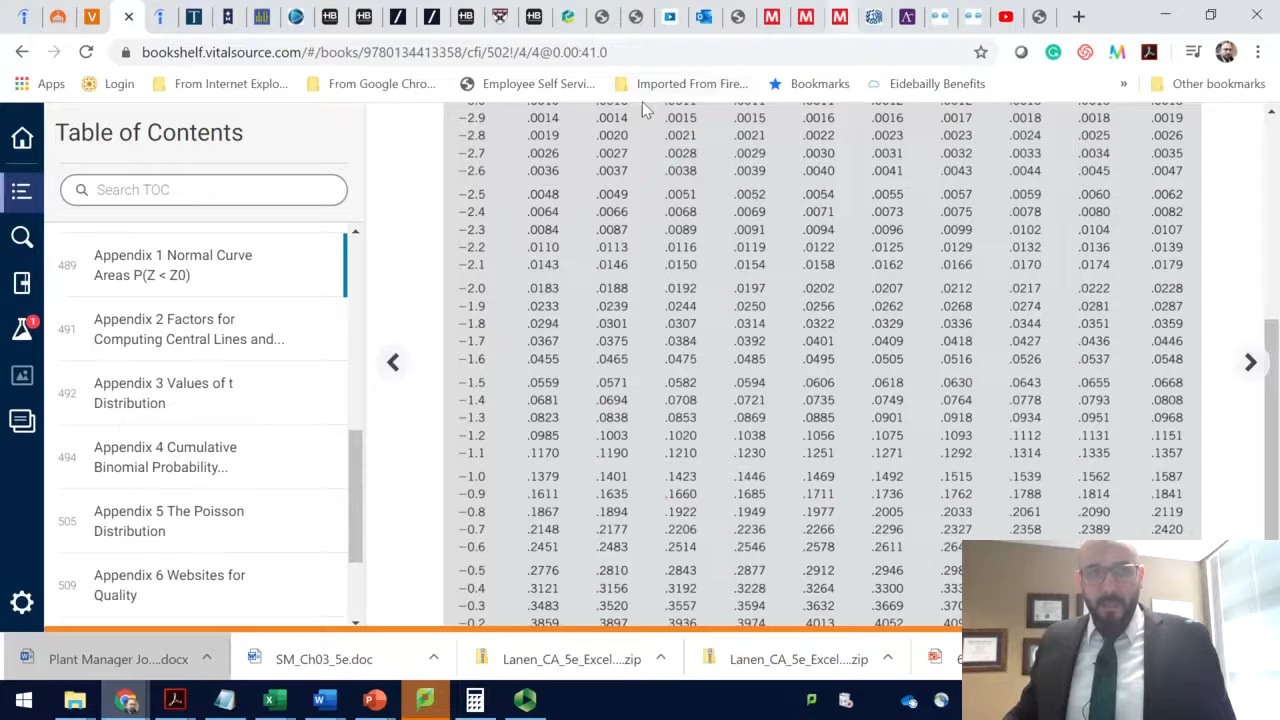 bookshelf.vitalsource.com/#/books/9780134413358/cfi/502!/4/4@0.00:41.0
Apps Login From Internet Explo... From Google Chro... Employee Self Servi... Imported From Fire... Bookmarks Eidebailly Benefits » Other bookmarks
Table of Contents
Search TOC
489 Appendix 1 Normal Curve
Areas P(Z < Z0)
491 Appendix 2 Factors for
Computing Central Lines and...
492 Appendix 3 Values of t
Distribution
494 Appendix 4 Cumulative
Binomial Probability...
505 Appendix 5 The Poisson
Distribution
509 Appendix 6 Websites for
Quality
1
−2.9 .0014 .0014 .0015 .0015 .0016 .0016 .0017 .0018 .0018 .0019
−2.8 .0019 .0020 .0021 .0021 .0022 .0023 .0023 .0024 .0025 .0026
−2.7 .0026 .0027 .0028 .0029 .0030 .0031 .0032 .0033 .0034 .0035
−2.6 .0036 .0037 .0038 .0039 .0040 .0041 .0043 .0044 .0045 .0047
−2.5 .0048 .0049 .0051 .0052 .0054 .0055 .0057 .0059 .0060 .0062
−2.4 .0064 .0066 .0068 .0069 .0071 .0073 .0075 .0078 .0080 .0082
−2.3 .0084 .0087 .0089 .0091 .0094 .0096 .0099 .0102 .0104 .0107
−2.2 .0110 .0113 .0116 .0119 .0122 .0125 .0129 .0132 .0136 .0139
−2.1 .0143 .0146 .0150 .0154 .0158 .0162 .0166 .0170 .0174 .0179
−2.0 .0183 .0188 .0192 .0197 .0202 .0207 .0212 .0217 .0222 .0228
−1.9 .0233 .0239 .0244 .0250 .0256 .0262 .0268 .0274 .0281 .0287
−1.8 .0294 .0301 .0307 .0314 .0322 .0329 .0336 .0344 .0351 .0359
−1.7 .0367 .0375 .0384 .0392 .0401 .0409 .0418 .0427 .0436 .0446
−1.6 .0455 .0465 .0475 .0485 .0495 .0505 .0516 .0526 .0537 .0548
−1.5 .0559 .0571 .0582 .0594 .0606 .0618 .0630 .0643 .0655 .0668
−1.4 .0681 .0694 .0708 .0721 .0735 .0749 .0764 .0778 .0793 .0808
−1.3 .0823 .0838 .0853 .0869 .0885 .0901 .0918 .0934 .0951 .0968
−1.2 .0985 .1003 .1020 .1038 .1056 .1075 .1093 .1112 .1131 .1151
−1.1 .1170 .1190 .1210 .1230 .1251 .1271 .1292 .1314 .1335 .1357
−1.0 .1379 .1401 .1423 .1446 .1469 .1492 .1515 .1539 .1562 .1587
−0.9 .1611 .1635 .1660 .1685 .1711 .1736 .1762 .1788 .1814 .1841
−0.8 .1867 .1894 .1922 .1949 .1977 .2005 .2033 .2061 .2090 .2119
−0.7 .2148 .2177 .2206 .2236 .2266 .2296 .2327 .2358 .2389 .2420
−0.6 .2451 .2483 .2514 .2546 .2578 .2611
−0.5 .2776 .2810 .2843 .2877 .2912 .2946
−0.4 .3121 .3156 .3192 .3228 .3264 .3300
−0.3 .3483 .3520 .3557 .3594 .3632 .3669
−0.2 .3859 .3897 .3936 .3974 .4013 .4052
Plant Manager Jo....docx SM_Ch03_5e.doc Lanen_CA_5e_Excel....zip Lanen_CA_5e_Excel....zip